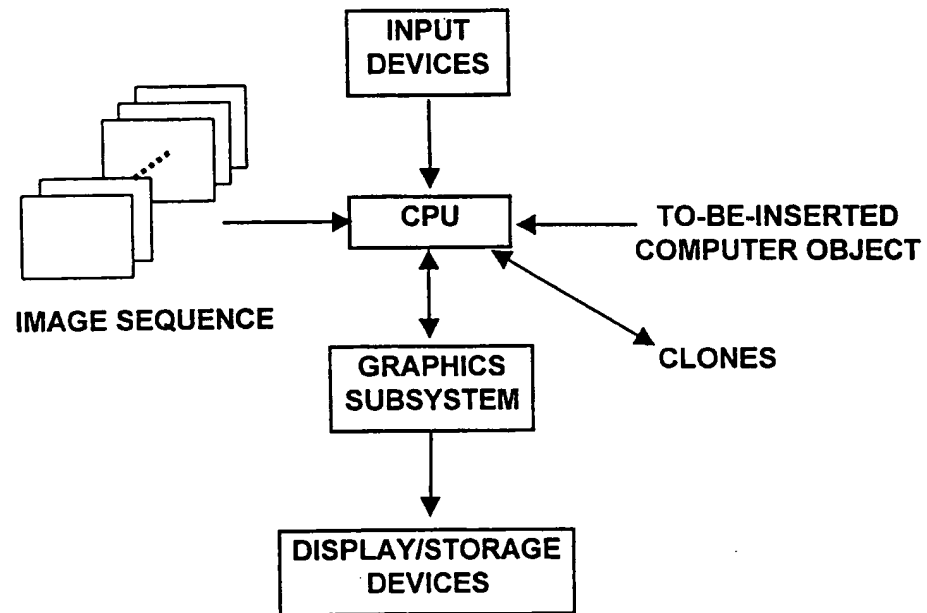 INPUT
DEVICES
CPU
TO-BE-INSERTED
COMPUTER OBJECT
IMAGE SEQUENCE
CLONES
GRAPHICS
SUBSYSTEM
DISPLAY/STORAGE
DEVICES